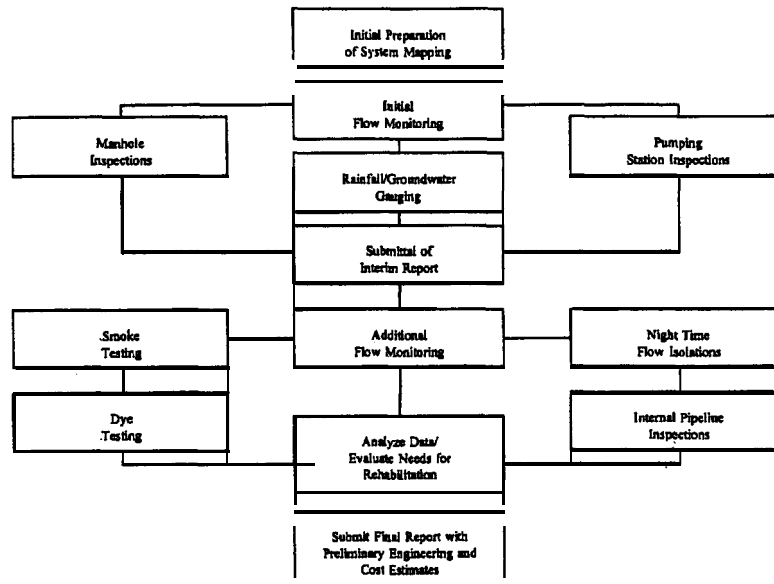 Initial Preparation
of System Mapping
Initial
Flow Monitoring
Manhole
Inspections
Pumping
Station Inspections
Rainfall/Groundwater
Gauging
Submittal of
Interim Report
.Smoke
Testing
Additional
Flow Monitoring
Night Time
Flow Isolations
Dye
.Testing
Analyze Data/
Evaluate Needs for
Rehabilitation
Internal Pipeline
Inspections
Submit Final Report with
Preliminary Engineering and
Cost Estimates